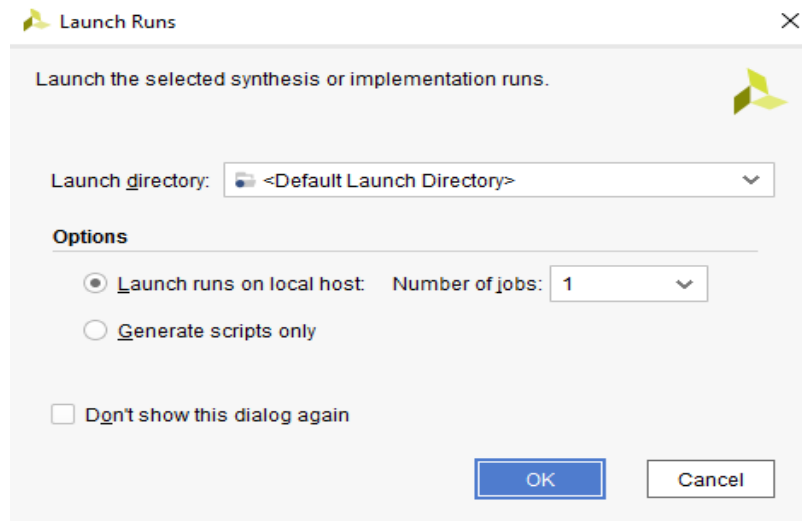 Launch Runs
Launch the selected synthesis or implementation runs.
Launch directory: <Default Launch Directory>
Options
Launch runs on local host: Number of jobs: 1
Generate scripts only
Don't show this dialog again
OK Cancel